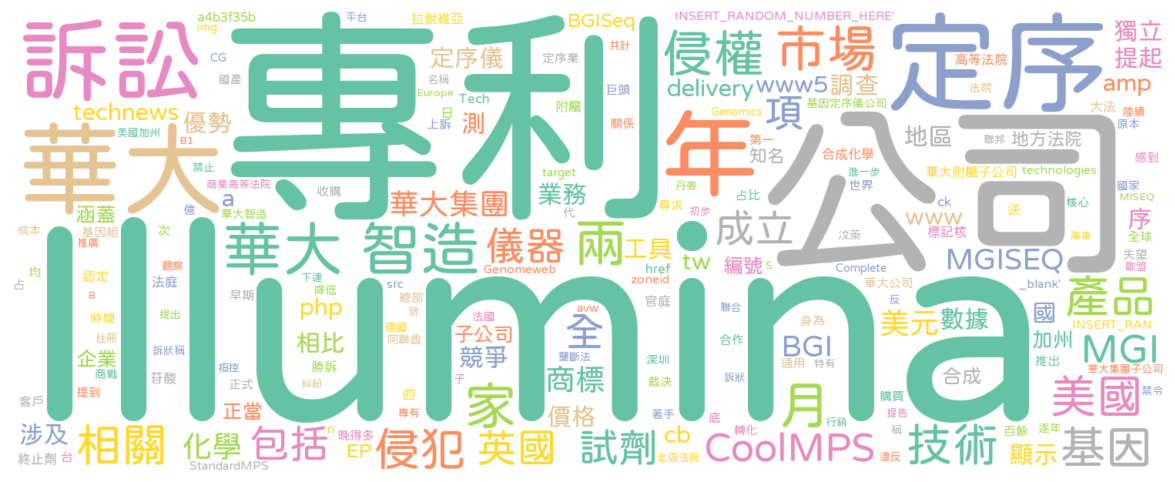 Illumina
專利
公司
定序
訴訟
華大
年
侵權
市場
獨立
提起
amp
www5
調查
項
delivery
BGISeq
INSERT_RANDOM_NUMBER_HERE'
高等法院
法院
大法
陸續
原本
感到
基因定序儀公司
Genomics
第一
知名
合成化學
進一步
世界
占比
丹麥
尋求
初步
地區
聯邦
地方法院
華大附屬子公司
technologies
國家
MiSEQ
核心
ck
www
標記核
逆
序
全球
海事
失望
歐盟
汶萊
成立
MGISEQ
編號
s
Complete
華大公司
反
_blank'
產品
INSERT_RAN
MGI
華大集團子公司
美國
禁令
國
加州
推出
美元
數據
BGI
身為
通用
特有
合成
購買
提告
稱
月
行銷
技術
百餘
逐年
違反
顯示
基因
CoolMPS
轉化
底
著手
cb
北區法院
試劑
英國
EP
晚得多
n
專有
四
侵犯
包括
化學
StandardMPS
相關
涉及
終止劑
台
客戶
提到
商戰
企業
註冊
時間
訴狀稱
苷酸
正當
正式
指控
糾紛
勝訴
相比
阿聯酋
德國
法國
子公司
競爭
子
家
價格
商標
全
壟斷法
avw
裁決
深圳
訴狀
合作
聯合
官庭
zoneid
href
tw
工具
兩
儀器
Genomeweb
智造
華大
下達
降低
src
總部
號
php
早期
法庭
提出
觀察
B
認定
均
占
成本
推廣
次
基因組
涵蓋
億
華大智造
a
商業高等法院
禁止
B1
美國加州
優勢
technews
a4b3f35b
img
CG
國產
平台
拉脫維亞
定序儀
名稱
Europe
日
上訴
Tech
測
附屬
定序業
共計
巨頭
關係
target
業務
代
收購
華大集團